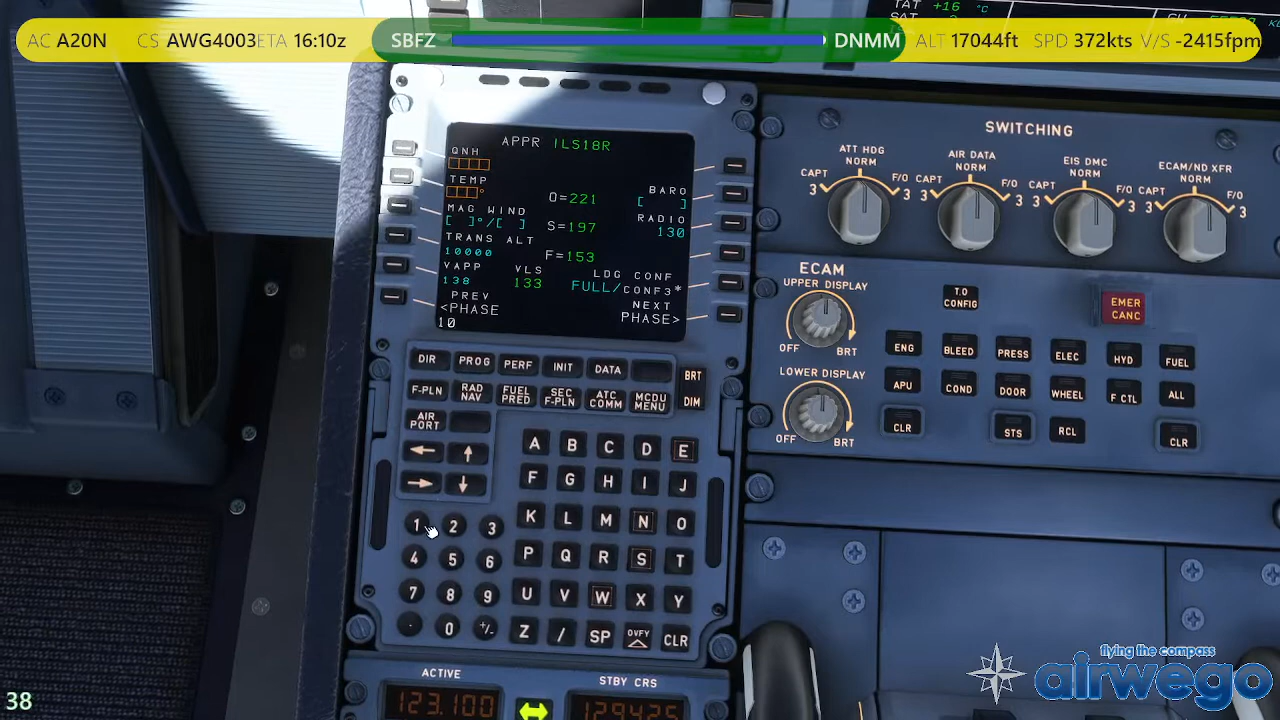 AC A20N CS AWG4003 ETA 16:10z SBFZ DNMM ALT 17044ft SPD 372kts V/S -2415fpm
TAT +16 °C
APPR ILS18R
QNH
TEMP
O=221
BARO
[ ]
MAG WIND
[ ]°/[ ]
S=197
RADIO
130
TRANS ALT
10000
F=153
VAPP VLS LDG CONF
138 133 FULL/CONF3*
PREV NEXT
<PHASE PHASE>
10
DIR PROG PERF INIT DATA
BRT
DIM
F-PLN RAD NAV FUEL PRED SEC F-PLN ATC COMM MCDU MENU
AIR PORT
← ↑
→ ↓
A B C D E
F G H I J
K L M N O
P Q R S T
U V W X Y
Z / SP OVFY CLR
1 2 3
4 5 6
7 8 9
. 0 +/-
SWITCHING
ATT HDG NORM AIR DATA NORM EIS DMC NORM ECAM/ND XFR NORM
CAPT 3 F/O 3 CAPT 3 F/O 3 CAPT 3 F/O 3 CAPT 3 F/O 3
ECAM
UPPER DISPLAY
OFF BRT
LOWER DISPLAY
OFF BRT
T.O CONFIG
EMER CANC
ENG BLEED PRESS ELEC HYD FUEL
APU COND DOOR WHEEL F CTL ALL
CLR STS RCL CLR
ACTIVE STBY CRS
123.100 129.425
38
flying the compass
airwego